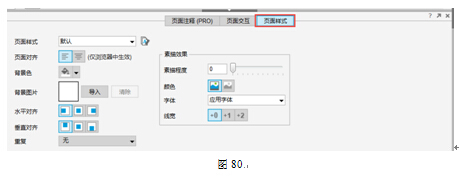 页面注释 (PRO) 页面交互 页面样式
页面样式 默认
页面对齐 (仅浏览器中生效)
背景色
背景图片 导入 清除
水平对齐
垂直对齐
重复 无
素描效果
素描程度 0
颜色
字体 应用字体
线宽 +0 +1 +2
图 80.